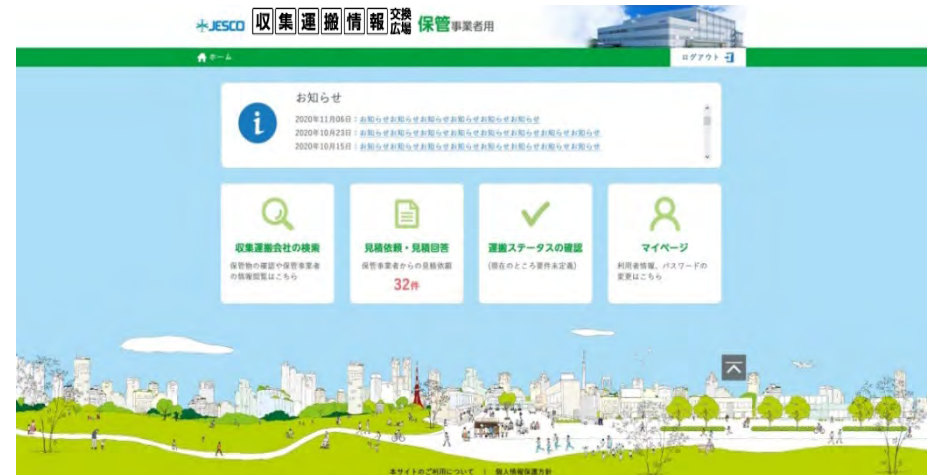 JESCO 収集運搬情報交換広場 保管事業者用
ホーム
ログアウト
お知らせ
2020年11月06日：お知らせお知らせお知らせお知らせお知らせお知らせ
2020年10月23日：お知らせお知らせお知らせお知らせお知らせお知らせお知らせお知らせ
2020年10月15日：お知らせお知らせお知らせお知らせお知らせお知らせお知らせお知らせ
収集運搬会社の検索
保管物の確認や保管事業者
の情報閲覧はこちら
見積依頼・見積回答
保管事業者からの見積依頼
32件
運搬ステータスの確認
(現在のところ要件未定義)
マイページ
利用者情報、パスワードの
変更はこちら
本サイトのご利用について | 個人情報保護方針